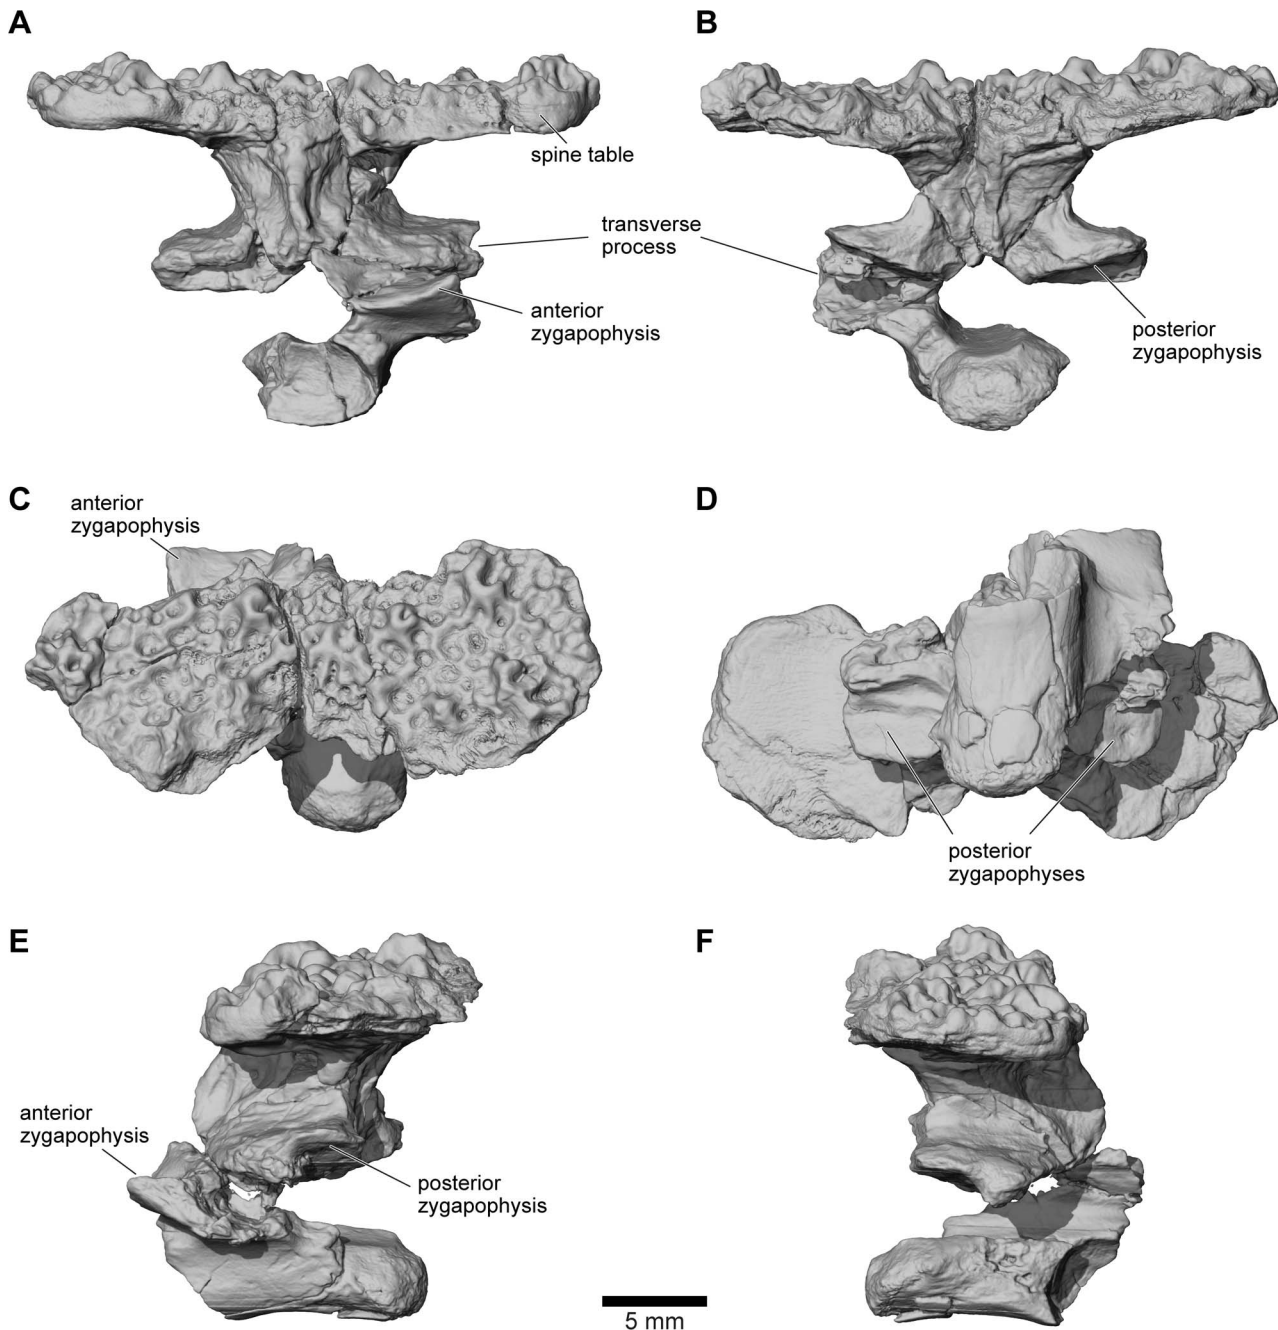 A
B
spine table
transverse
process
anterior
zygapophysis
posterior
zygapophysis
C
anterior
zygapophysis
D
posterior
zygapophyses
E
F
anterior
zygapophysis
posterior
zygapophysis
5 mm